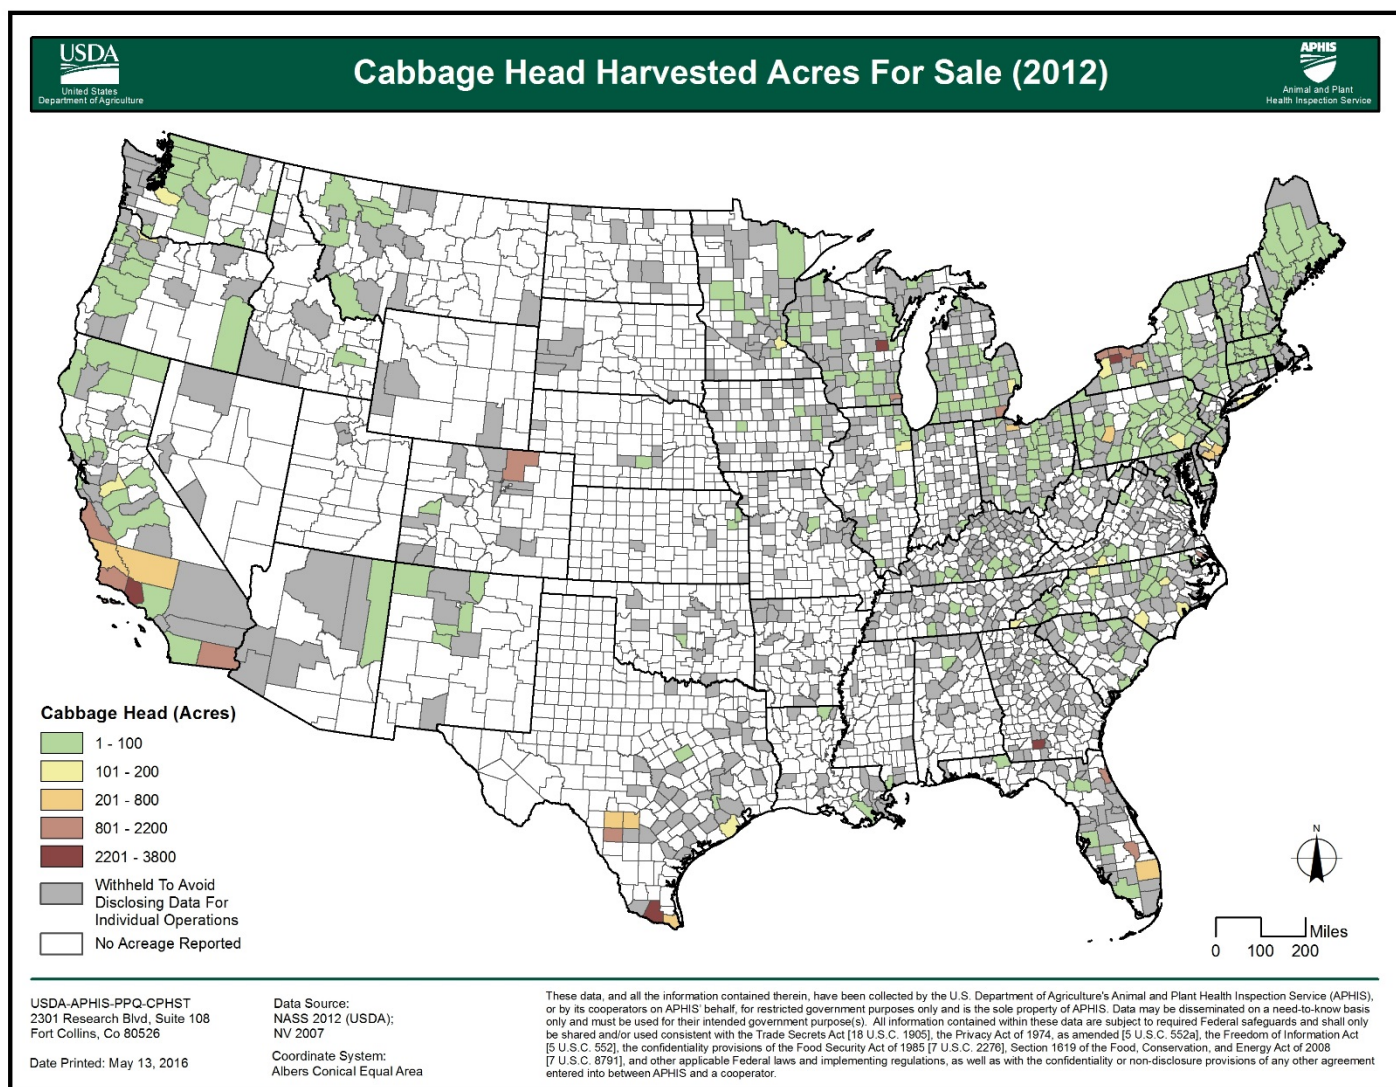 USDA
United States
Department of Agriculture
Cabbage Head Harvested Acres For Sale (2012)
APHIS
Animal and Plant
Health Inspection Service
Cabbage Head (Acres)
1 - 100
101 - 200
201 - 800
801 - 2200
2201 - 3800
Withheld To Avoid
Disclosing Data For
Individual Operations
No Acreage Reported
N
Miles
0 100 200
USDA-APHIS-PPQ-CPHST
2301 Research Blvd, Suite 108
Fort Collins, Co 80526
Date Printed: May 13, 2016
Data Source:
NASS 2012 (USDA);
NV 2007
Coordinate System:
Albers Conical Equal Area
These data, and all the information contained therein, have been collected by the U.S. Department of Agriculture's Animal and Plant Health Inspection Service (APHIS),
or by its cooperators on APHIS' behalf, for restricted government purposes only and is the sole property of APHIS. Data may be disseminated on a need-to-know basis
only and must be used for their intended government purpose(s). All information contained within these data are subject to required Federal safeguards and shall only
be shared and/or used consistent with the Trade Secrets Act [18 U.S.C. 1905], the Privacy Act of 1974, as amended [5 U.S.C. 552a], the Freedom of Information Act
[5 U.S.C. 552], the confidentiality provisions of the Food Security Act of 1985 [7 U.S.C. 2276], Section 1619 of the Food, Conservation, and Energy Act of 2008
[7 U.S.C. 8791], and other applicable Federal laws and implementing regulations, as well as with the confidentiality or non-disclosure provisions of any other agreement
entered into between APHIS and a cooperator.